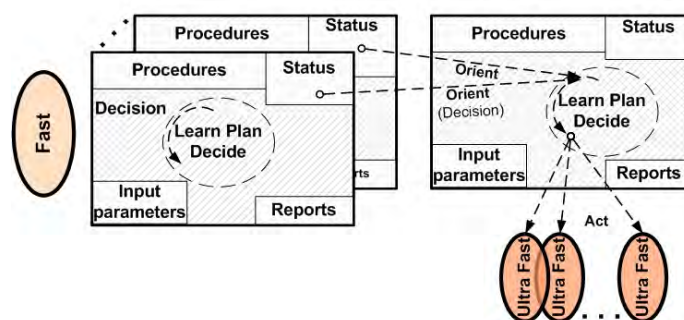 Procedures
Status
Procedures
Status
Decision
Learn Plan
Decide
Input
parameters
Reports
Fast
Procedures
Status
Orient
Orient
(Decision)
Learn Plan
Decide
Input
parameters
Reports
Act
Ultra Fast
Ultra Fast
Ultra Fast